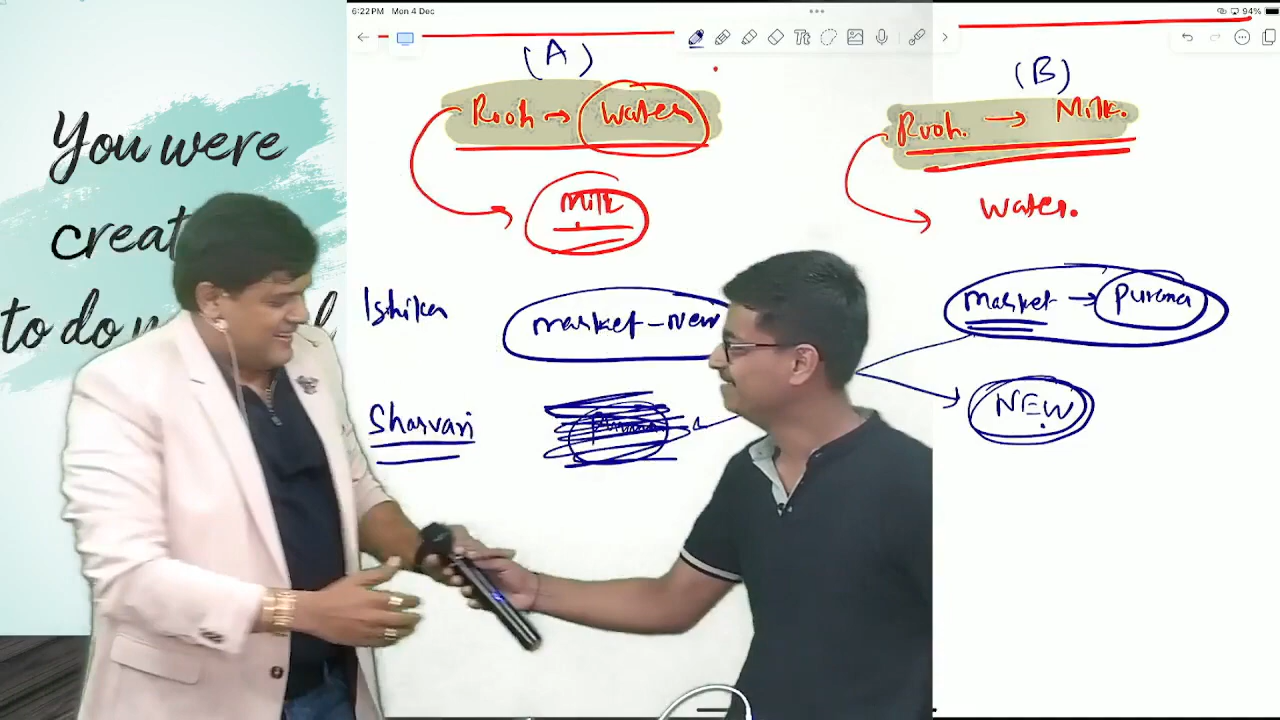 6:22 PM Mon 4 Dec
94%
You were
creat
to do m
(A)
(B)
Rooh → Water
Rooh. → Milk.
Milk
Water.
Ishika
market - New
market → Purana
Sharvari
NEW